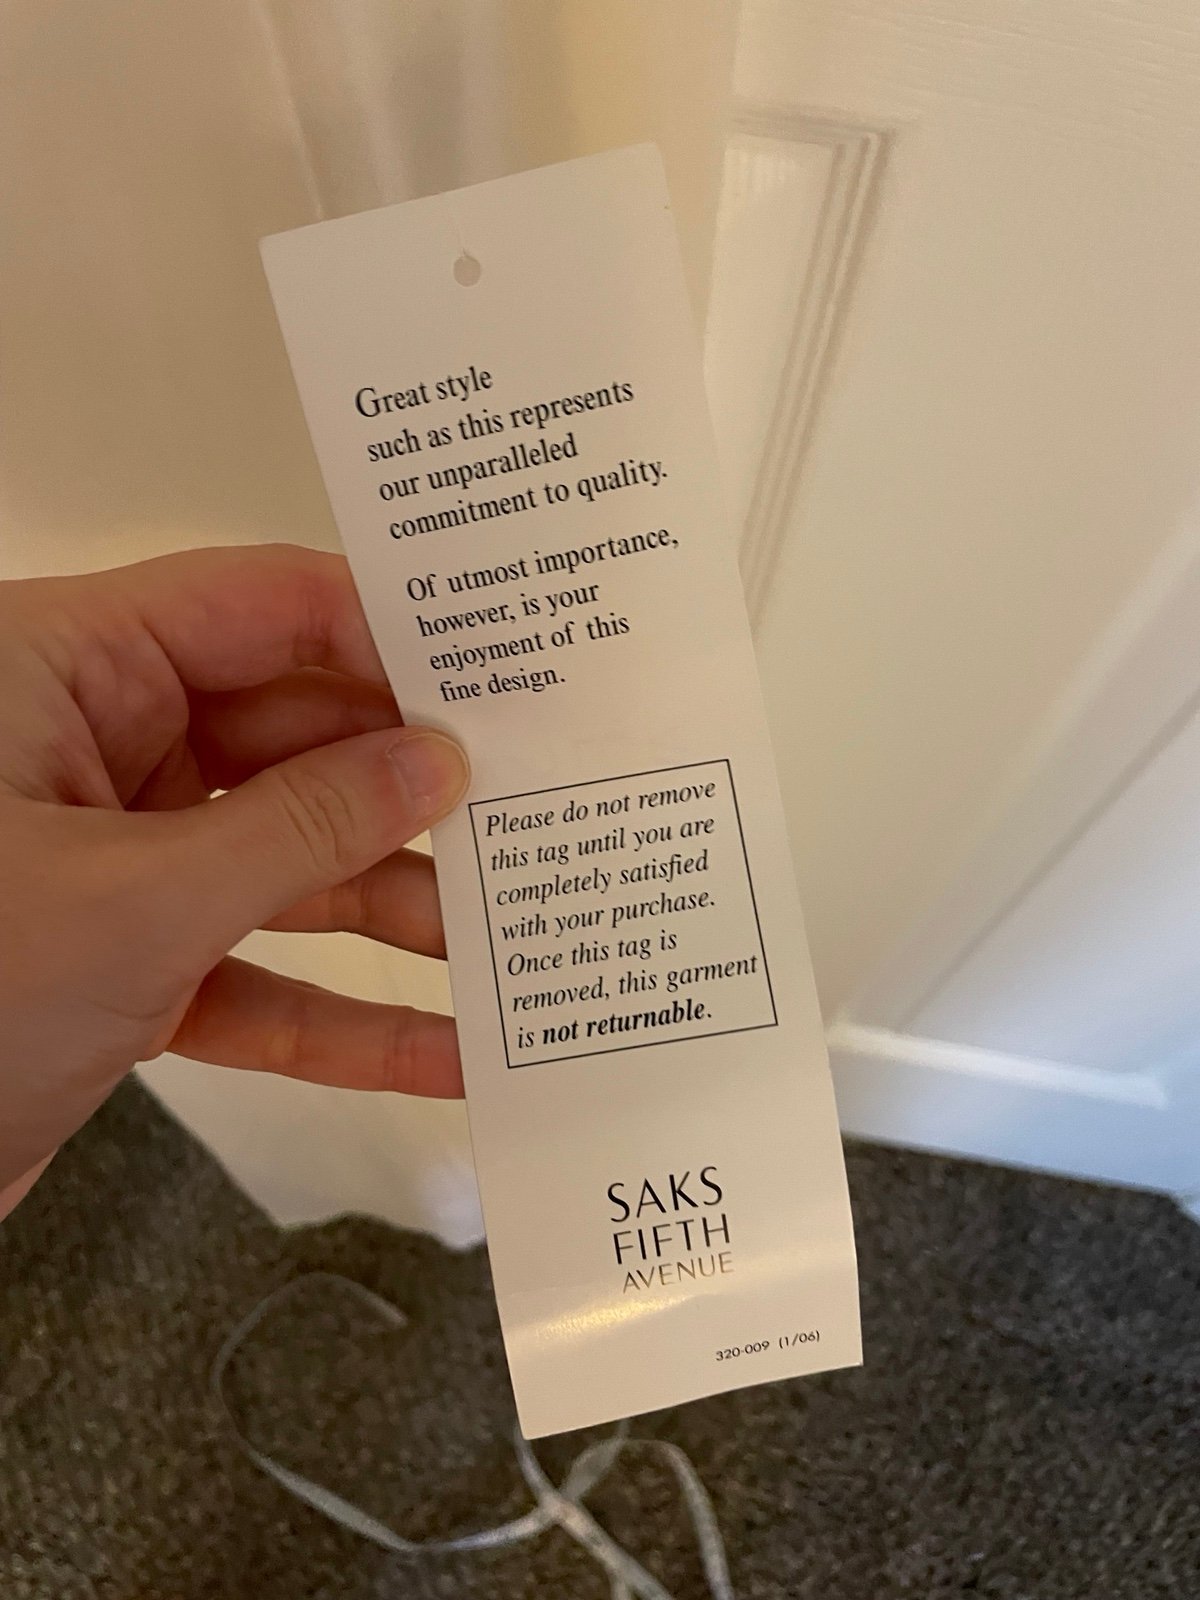 Great style
such as this represents
our unparalleled
commitment to quality.
Of utmost importance,
however, is your
enjoyment of this
fine design.
Please do not remove
this tag until you are
completely satisfied
with your purchase.
Once this tag is
removed, this garment
is not returnable.
SAKS
FIFTH
AVENUE
320-009 (1/06)